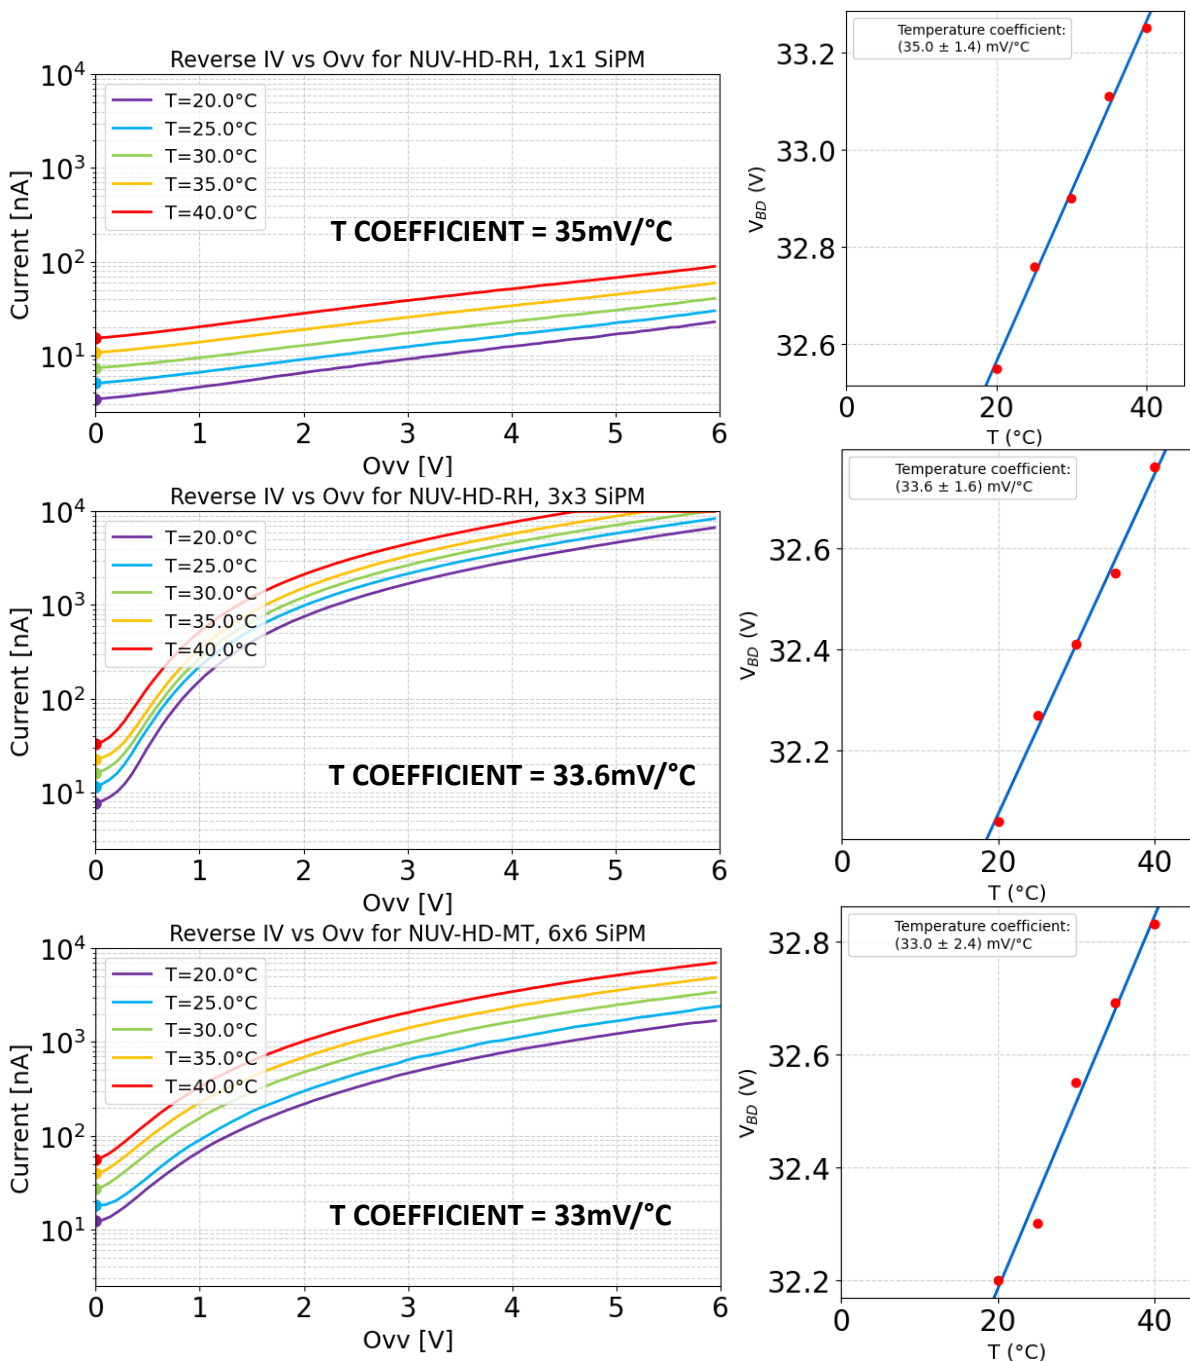 Reverse IV vs Ovv for NUV-HD-RH, 1x1 SiPM
10^4
10^3
10^2
10^1
Current [nA]
T=20.0°C
T=25.0°C
T=30.0°C
T=35.0°C
T=40.0°C
T COEFFICIENT = 35mV/°C
0 1 2 3 4 5 6
Ovv [V]
Temperature coefficient:
(35.0 ± 1.4) mV/°C
33.2
33.0
32.8
32.6
V_BD (V)
0 20 40
T (°C)
Reverse IV vs Ovv for NUV-HD-RH, 3x3 SiPM
10^4
10^3
10^2
10^1
Current [nA]
T=20.0°C
T=25.0°C
T=30.0°C
T=35.0°C
T=40.0°C
T COEFFICIENT = 33.6mV/°C
0 1 2 3 4 5 6
Ovv [V]
Temperature coefficient:
(33.6 ± 1.6) mV/°C
32.6
32.4
32.2
V_BD (V)
0 20 40
T (°C)
Reverse IV vs Ovv for NUV-HD-MT, 6x6 SiPM
10^4
10^3
10^2
10^1
Current [nA]
T=20.0°C
T=25.0°C
T=30.0°C
T=35.0°C
T=40.0°C
T COEFFICIENT = 33mV/°C
0 1 2 3 4 5 6
Ovv [V]
Temperature coefficient:
(33.0 ± 2.4) mV/°C
32.8
32.6
32.4
32.2
V_BD (V)
0 20 40
T (°C)